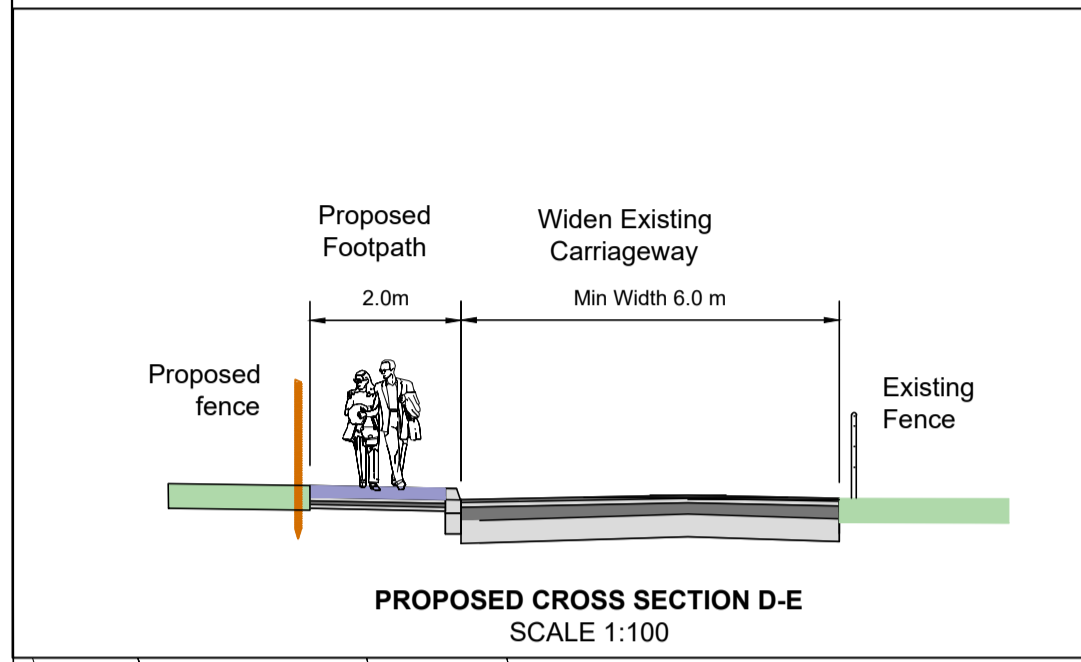 Proposed
Footpath
Widen Existing
Carriageway
2.0m
Min Width 6.0 m
Proposed
fence
Existing
Fence
PROPOSED CROSS SECTION D-E
SCALE 1:100